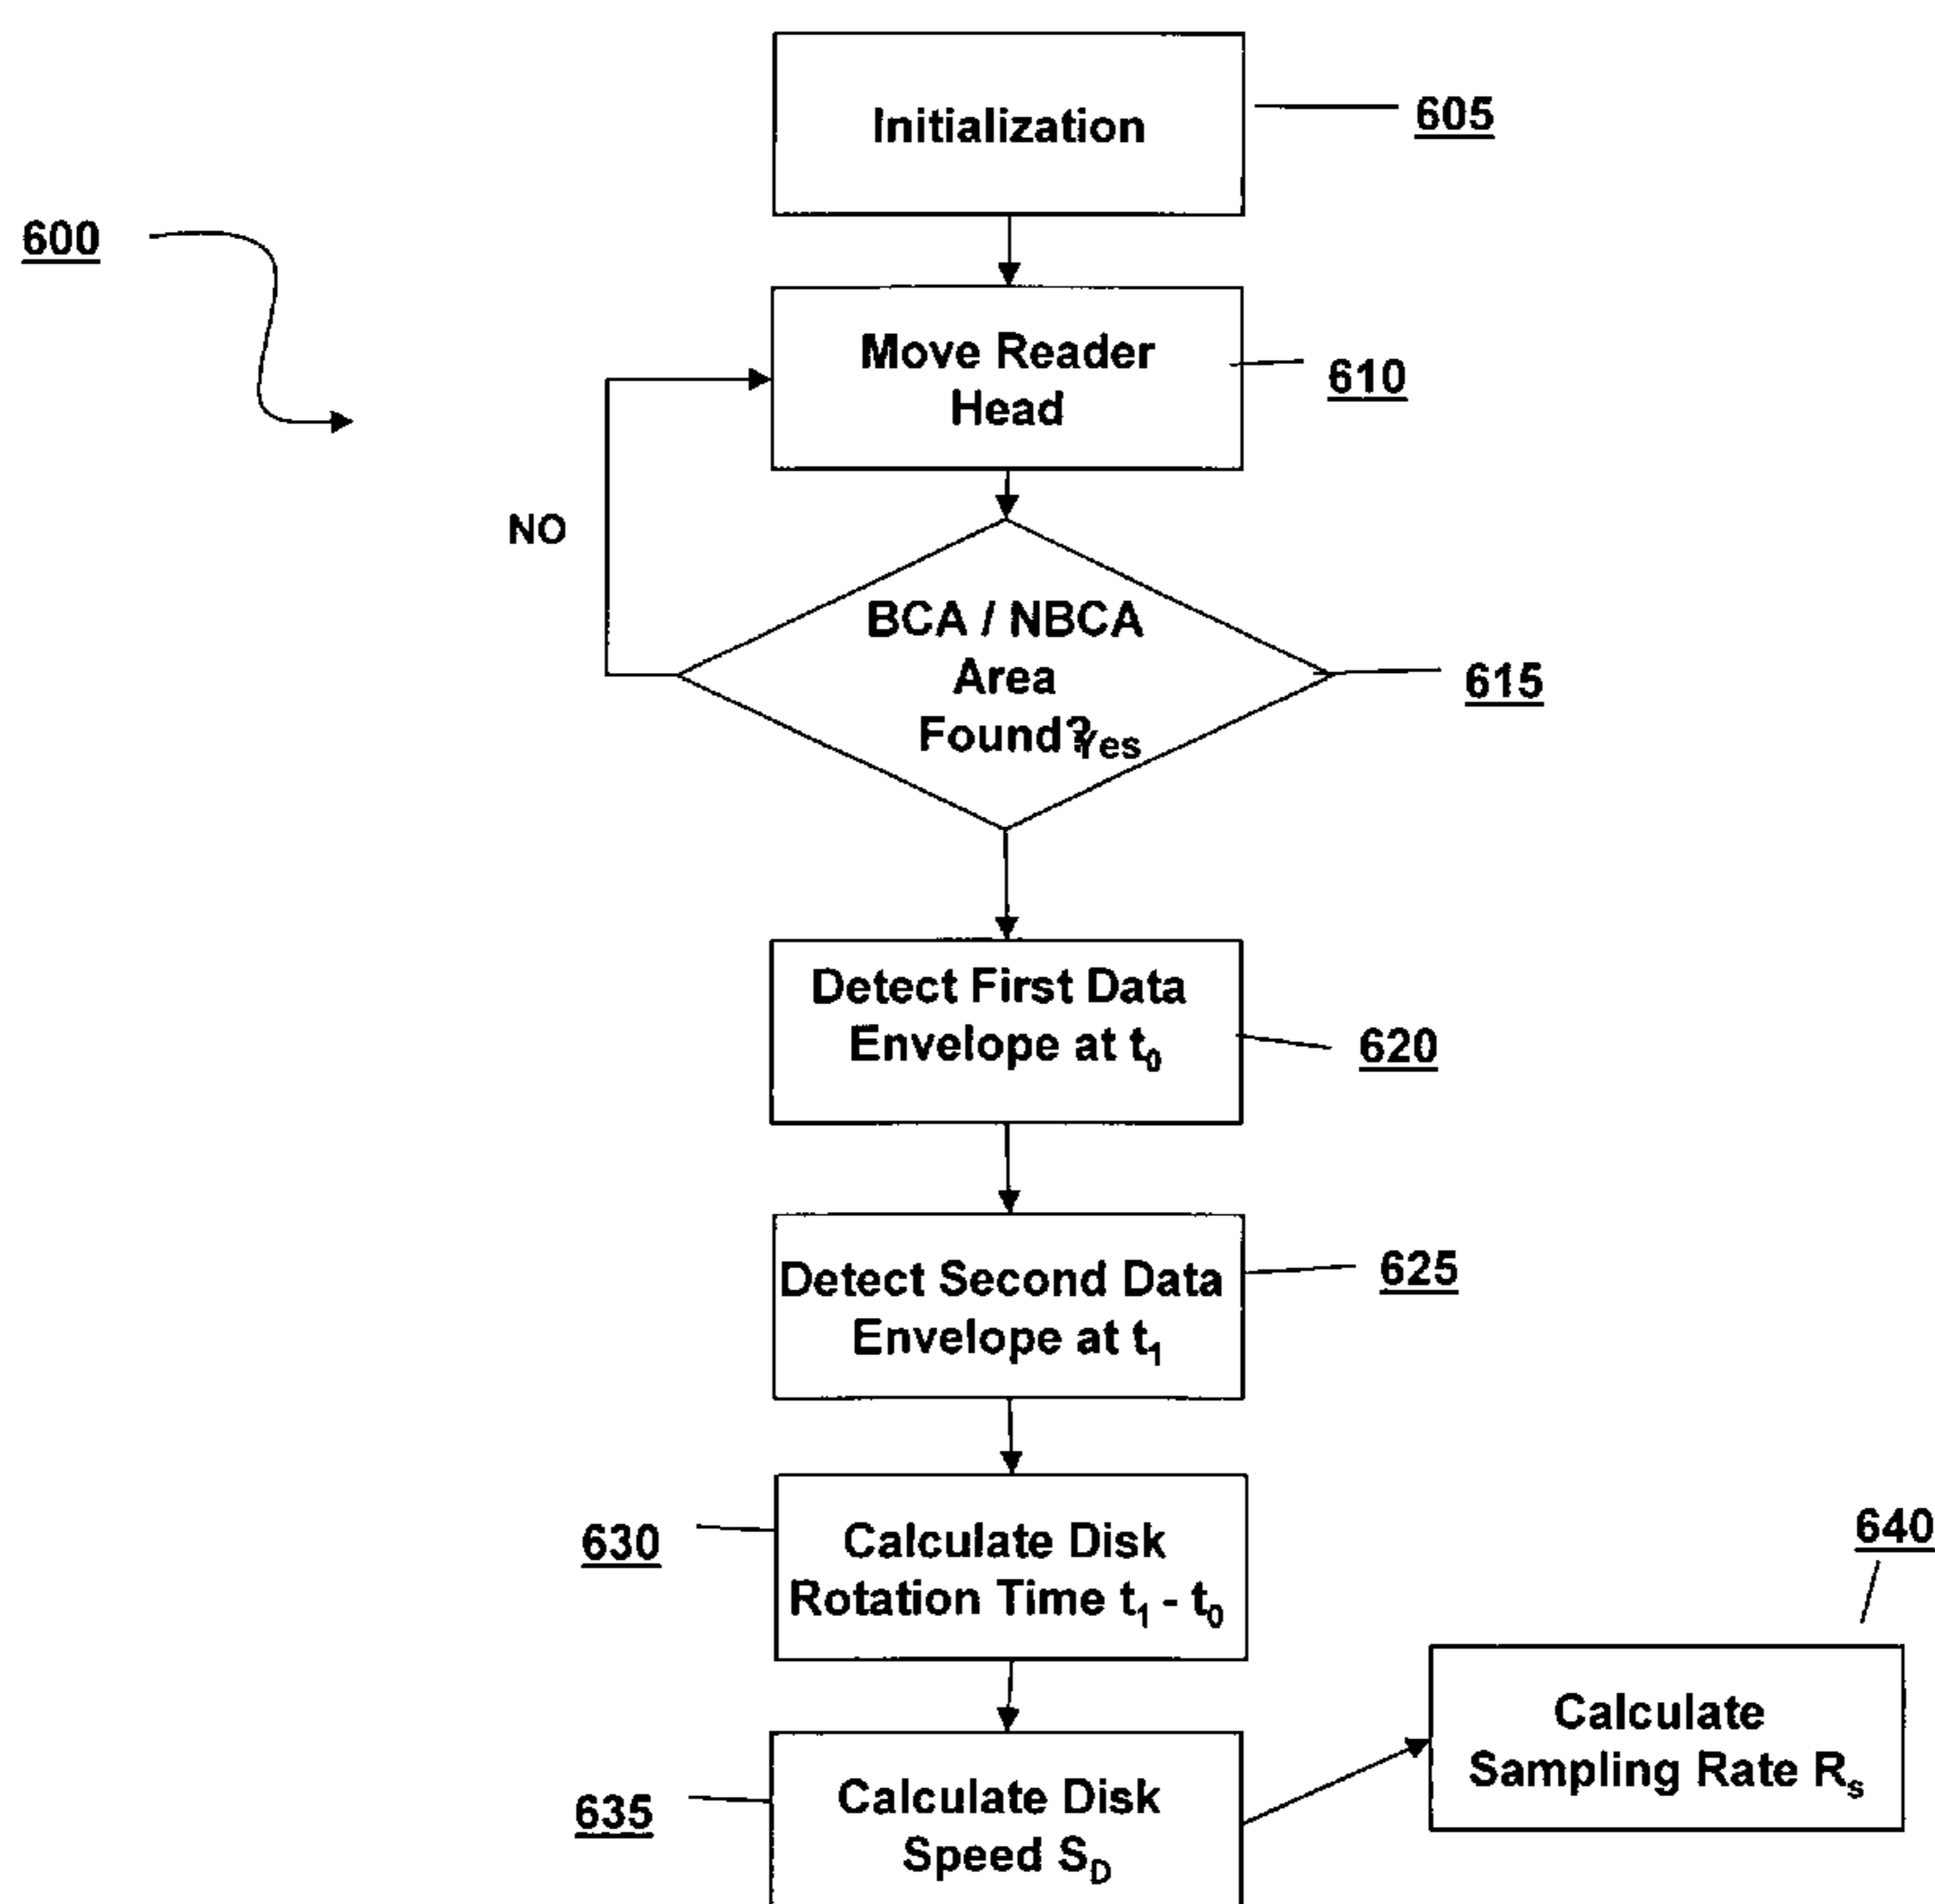 Initialization
605
600
Move Reader
Head
610
NO
BCA / NBCA
Area
Found?
Yes
615
Detect First Data
Envelope at t0
620
Detect Second Data
Envelope at t1
625
630
Calculate Disk
Rotation Time t1 - t0
640
Calculate
Sampling Rate Rs
635
Calculate Disk
Speed SD